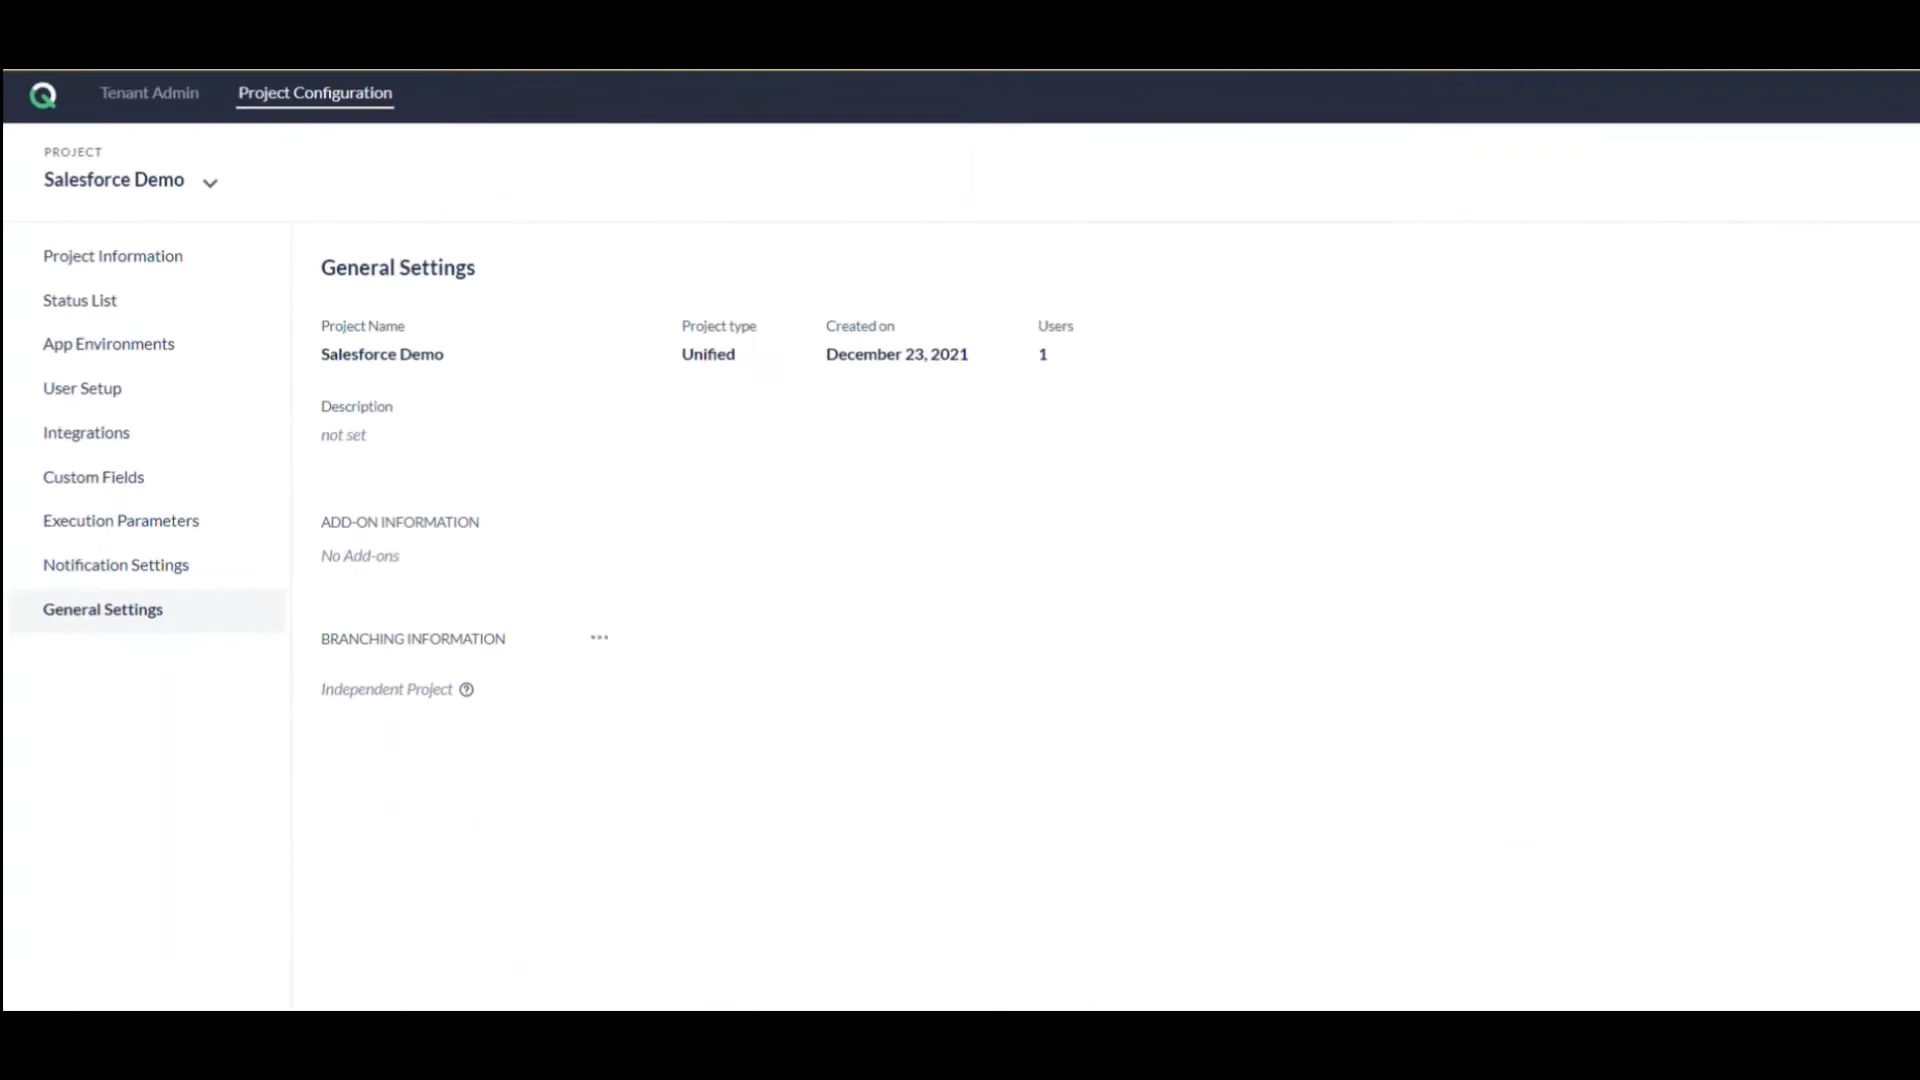 Tenant Admin
Project Configuration
PROJECT
Salesforce Demo
Project Information
Status List
App Environments
User Setup
Integrations
Custom Fields
Execution Parameters
Notification Settings
General Settings
General Settings
Project Name
Project type
Created on
Users
Salesforce Demo
Unified
December 23, 2021
1
Description
not set
ADD-ON INFORMATION
No Add-ons
BRANCHING INFORMATION
Independent Project